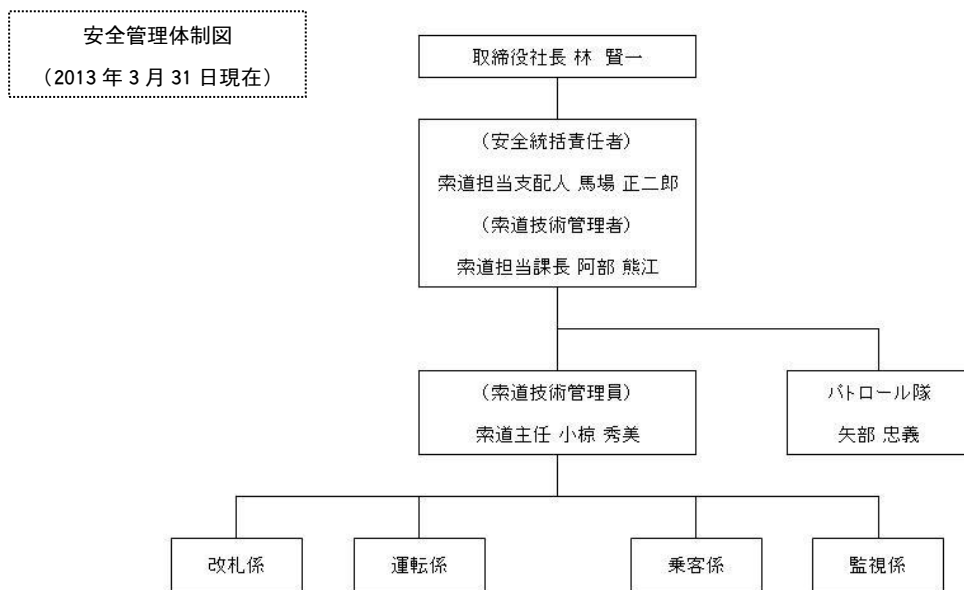 安全管理体制図
（2013 年 3 月 31 日現在）
取締役社長 林 賢一
（安全統括責任者）
索道担当支配人 馬場 正二郎
（索道技術管理者）
索道担当課長 阿部 熊江
（索道技術管理員）
索道主任 小椋 秀美
パトロール隊
矢部 忠義
改札係
運転係
乗客係
監視係